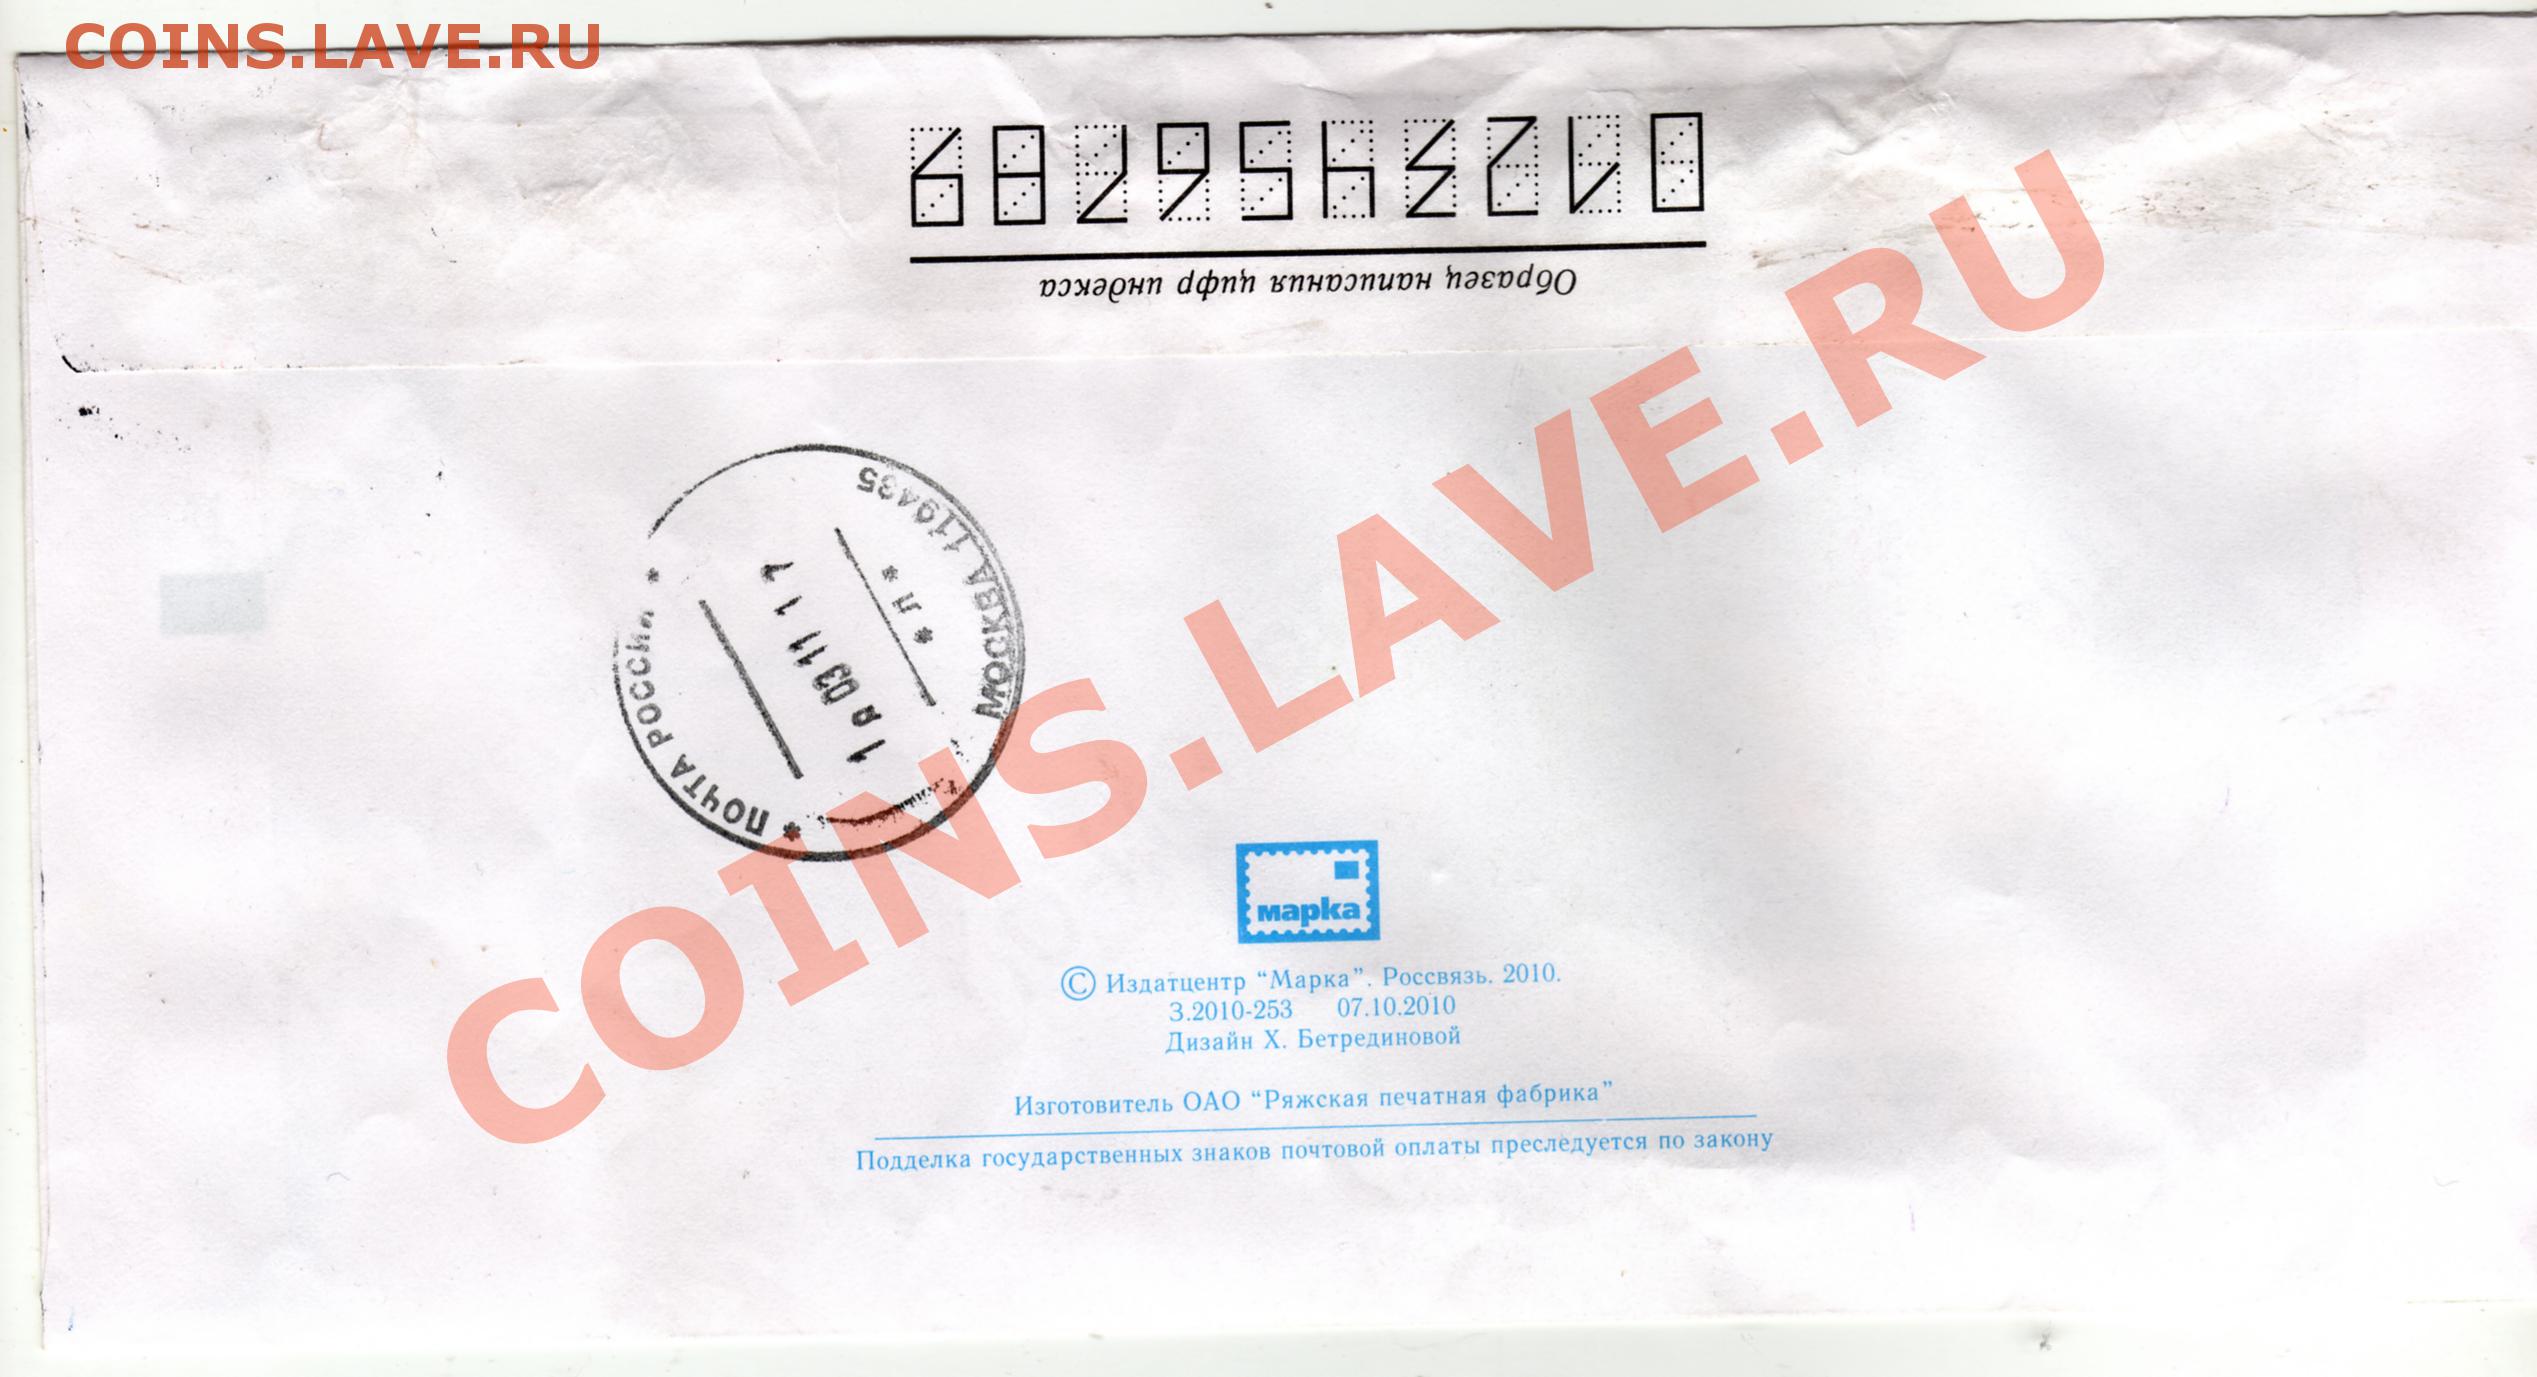 COINS.LAVE.RU
0123456789
Образец написания цифр индекса
МОСКВА 119435
* Л *
03 11 1
* ПОЧТА РОССИИ *
COINS.LAVE.RU
марка
© Издатцентр “Марка”. Россвязь. 2010.
З.2010-253 07.10.2010
Дизайн Х. Бетрединовой
Изготовитель ОАО “Ряжская печатная фабрика”
Подделка государственных знаков почтовой оплаты преследуется по закону